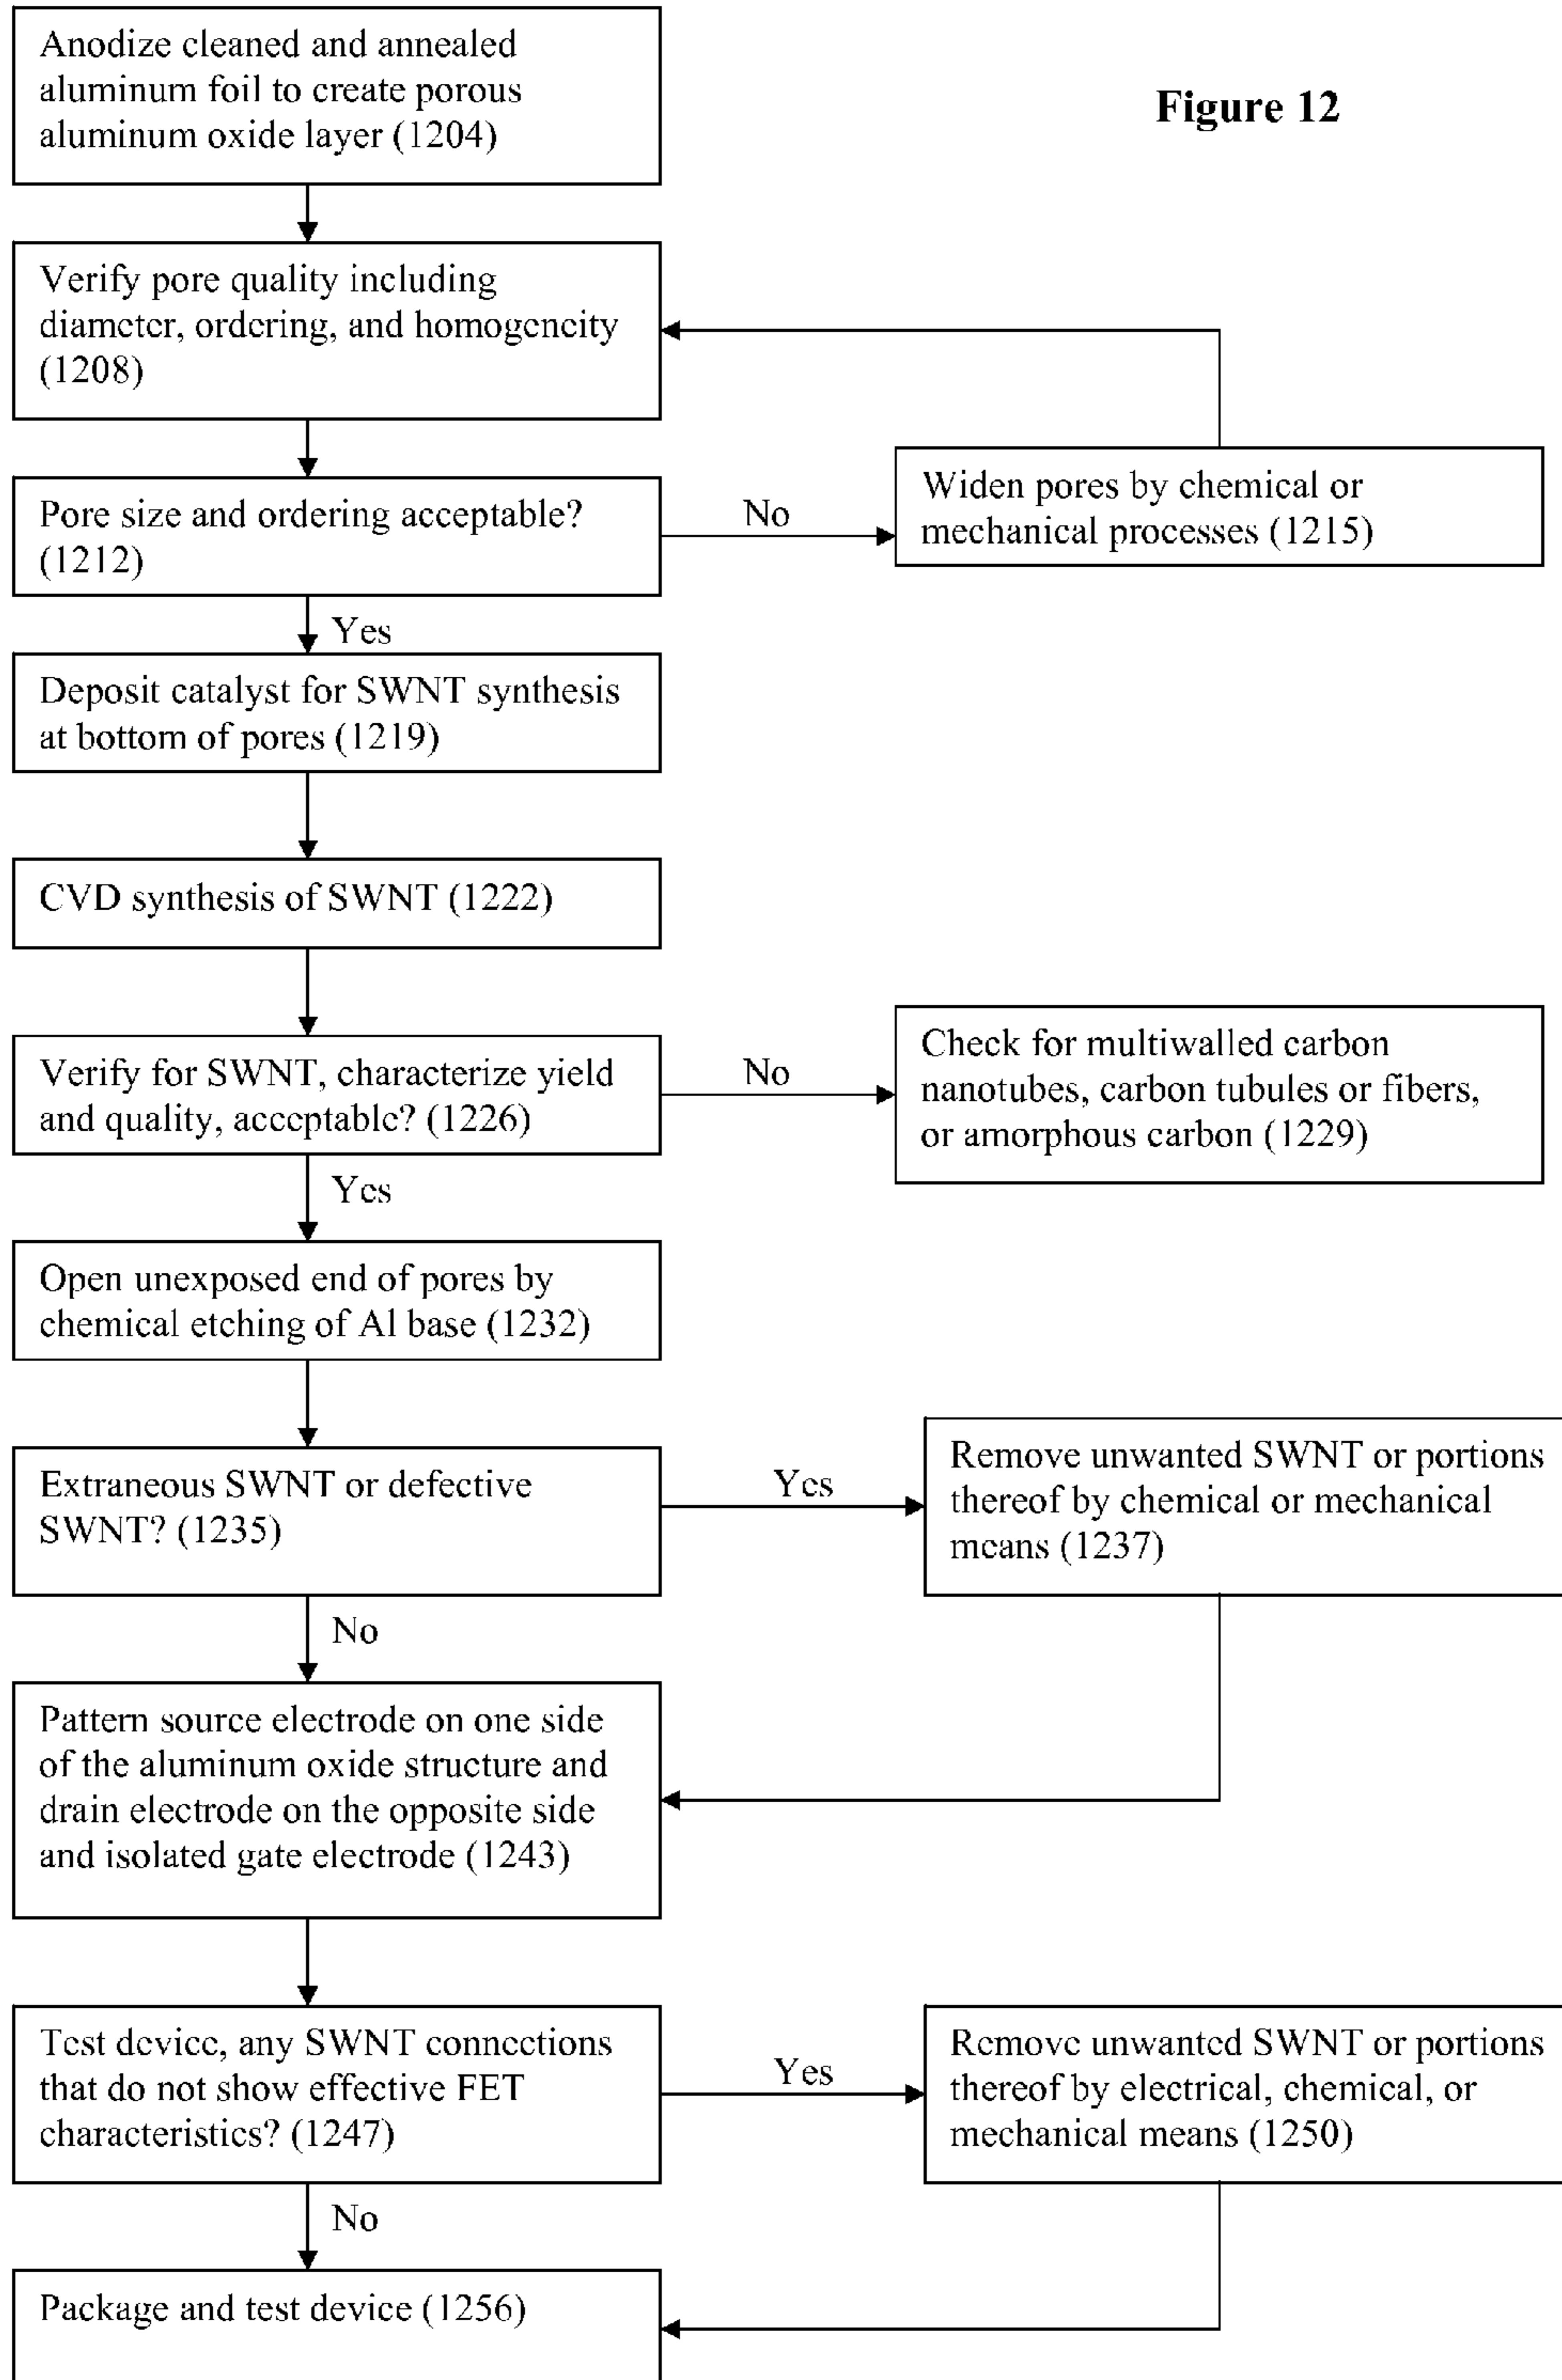 Figure 12
Anodize cleaned and annealed
aluminum foil to create porous
aluminum oxide layer (1204)
Verify pore quality including
diameter, ordering, and homogeneity
(1208)
Pore size and ordering acceptable?
(1212)
No
Widen pores by chemical or
mechanical processes (1215)
Yes
Deposit catalyst for SWNT synthesis
at bottom of pores (1219)
CVD synthesis of SWNT (1222)
Verify for SWNT, characterize yield
and quality, acceptable? (1226)
No
Check for multiwalled carbon
nanotubes, carbon tubules or fibers,
or amorphous carbon (1229)
Yes
Open unexposed end of pores by
chemical etching of Al base (1232)
Extraneous SWNT or defective
SWNT? (1235)
Yes
Remove unwanted SWNT or portions
thereof by chemical or mechanical
means (1237)
No
Pattern source electrode on one side
of the aluminum oxide structure and
drain electrode on the opposite side
and isolated gate electrode (1243)
Test device, any SWNT connections
that do not show effective FET
characteristics? (1247)
Yes
Remove unwanted SWNT or portions
thereof by electrical, chemical, or
mechanical means (1250)
No
Package and test device (1256)